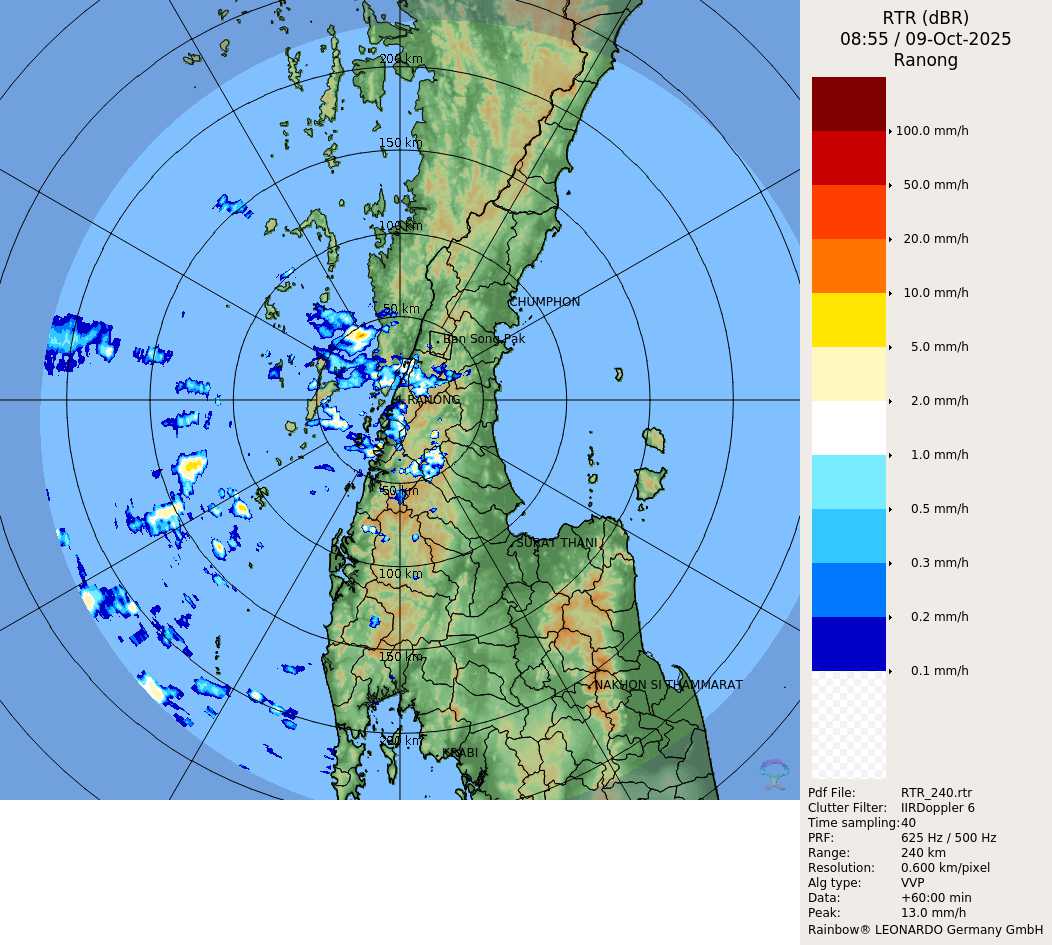 RTR (dBR)
08:55 / 09-Oct-2025
Ranong
100.0 mm/h
50.0 mm/h
20.0 mm/h
10.0 mm/h
5.0 mm/h
2.0 mm/h
1.0 mm/h
0.5 mm/h
0.3 mm/h
0.2 mm/h
0.1 mm/h
200 km
150 km
100 km
50 km
CHUMPHON
Ban Song Pak
RANONG
50 km
SURAT THANI
100 km
150 km
NAKHON SI THAMMARAT
200 km
KRABI
Pdf File: RTR_240.rtr
Clutter Filter: IIRDoppler 6
Time sampling: 40
PRF: 625 Hz / 500 Hz
Range: 240 km
Resolution: 0.600 km/pixel
Alg type: VVP
Data: +60:00 min
Peak: 13.0 mm/h
Rainbow® LEONARDO Germany GmbH